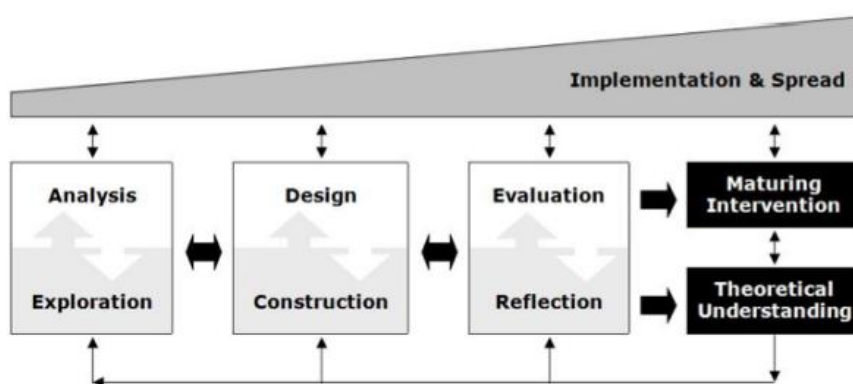 Implementation & Spread
Analysis
Exploration
Design
Construction
Evaluation
Reflection
Maturing
Intervention
Theoretical
Understanding